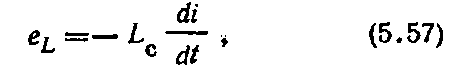 e_L = − L_c di/dt , (5.57)